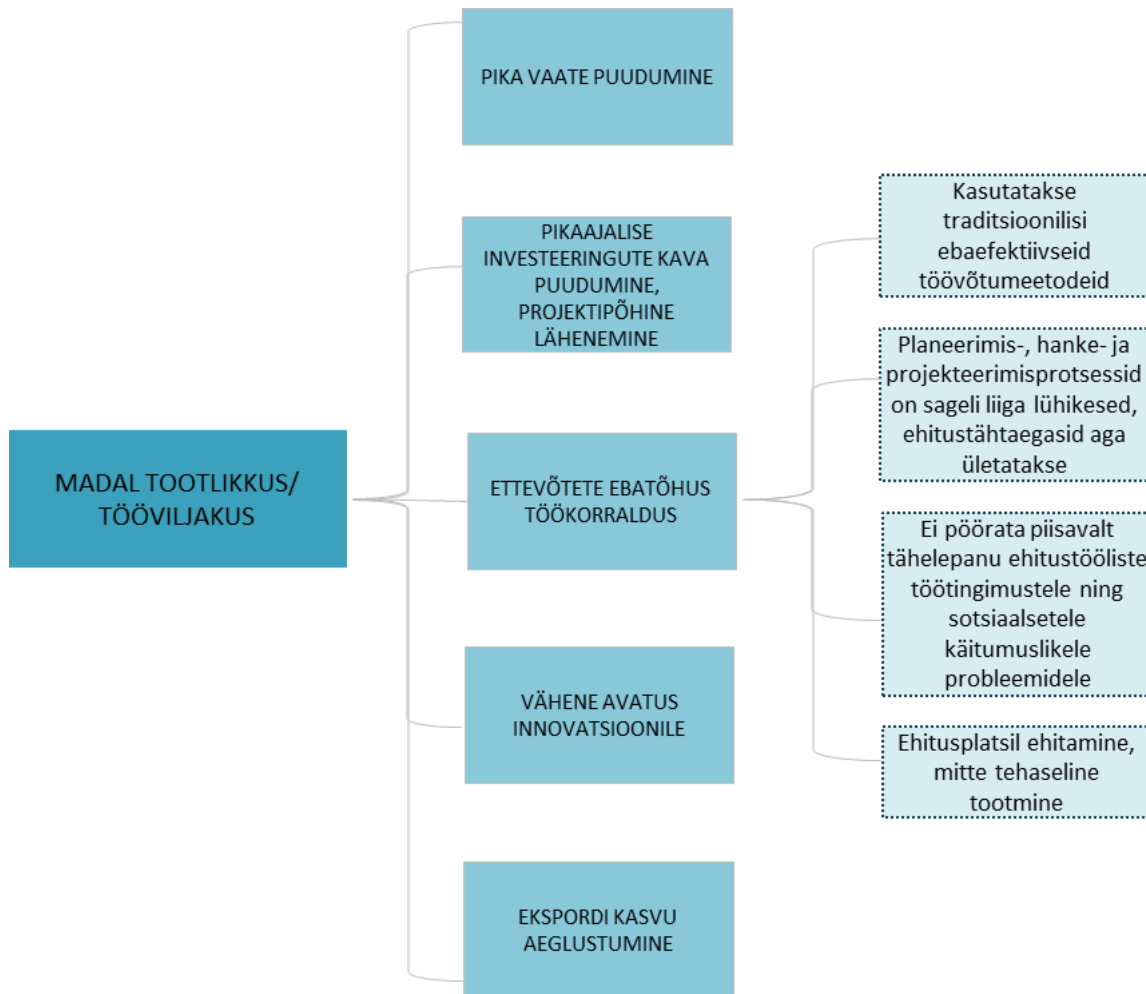 MADAL TOOTLIKKUS/
TÖÖVILJAKUS
PIKA VAATE PUUDUMINE
PIKAAJALISE
INVESTEERINGUTE KAVA
PUUDUMINE,
PROJEKTIPÕHINE
LÄHENEMINE
ETTEVÕTETE EBATÕHUS
TÖÖKORRALDUS
VÄHENE AVATUS
INNOVATSIOONILE
EKSPORDI KASVU
AEGLUSTUMINE
Kasutatakse
traditsioonilisi
ebaefektiivseid
töövõtumeetodeid
Planeerimis-, hanke- ja
projekteerimisprotsessid
on sageli liiga lühikesed,
ehitustähtaegasid aga
ületatakse
Ei pöörata piisavalt
tähelepanu ehitustööliste
töötingimustele ning
sotsiaalsetele
käitumuslikele
probleemidele
Ehitusplatsil ehitamine,
mitte tehaseline
tootmine